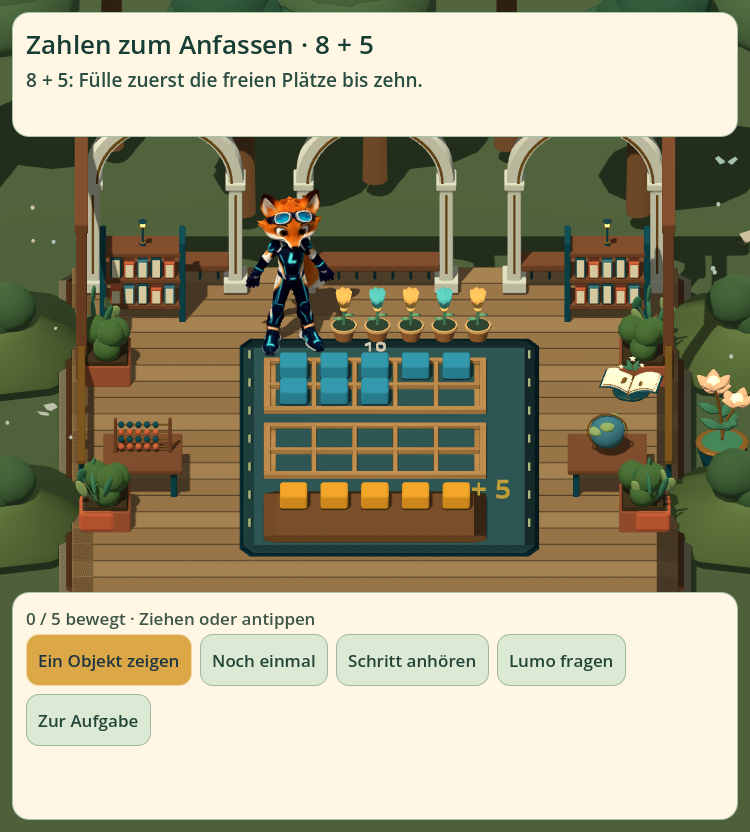 Zahlen zum Anfassen · 8 + 5
8 + 5: Fülle zuerst die freien Plätze bis zehn.
L
+ 5
0 / 5 bewegt · Ziehen oder antippen
Ein Objekt zeigen
Noch einmal
Schritt anhören
Lumo fragen
Zur Aufgabe